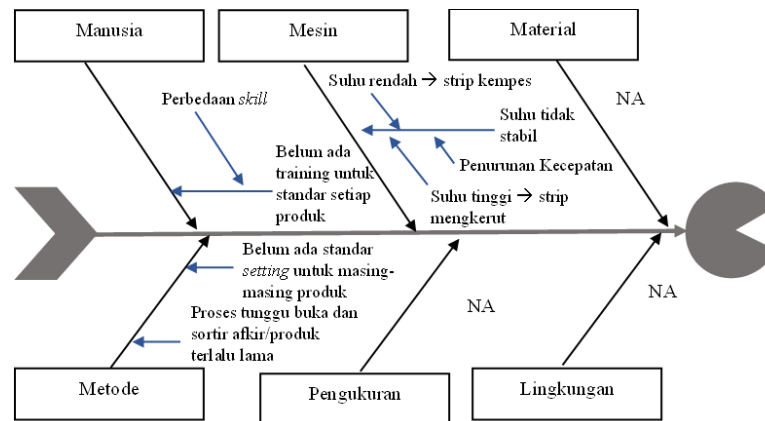 Manusia
Mesin
Material
Perbedaan skill
Suhu rendah → strip kempes
NA
Suhu tidak
stabil
Belum ada
training untuk
standar setiap
produk
Penurunan Kecepatan
Suhu tinggi → strip
mengkerut
Belum ada standar
setting untuk masing-
masing produk
Proses tunggu buka dan
sortir afkir/produk
terlalu lama
NA
NA
Metode
Pengukuran
Lingkungan